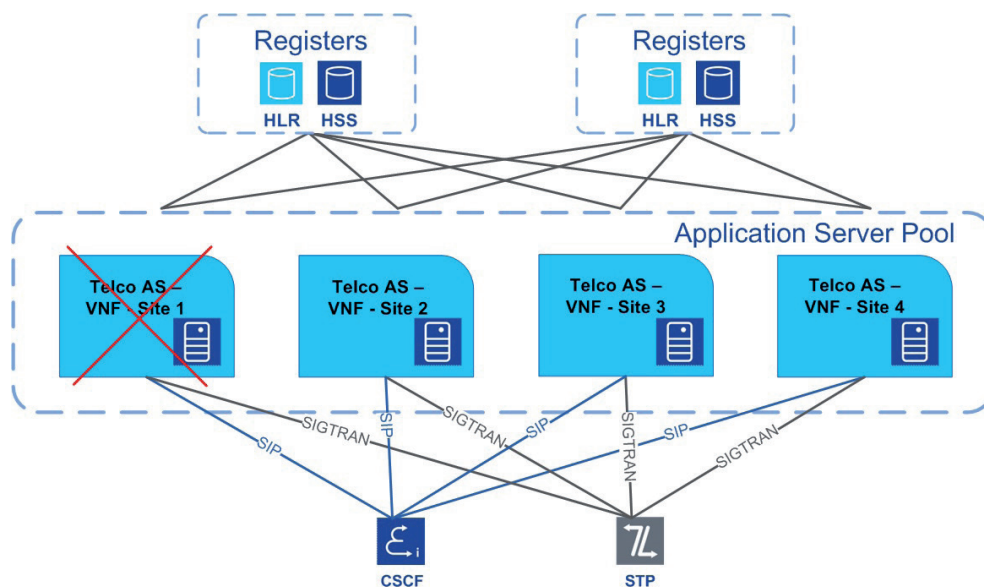 Registers
HLR HSS
Registers
HLR HSS
Application Server Pool
Telco AS –
VNF - Site 1
Telco AS –
VNF - Site 2
Telco AS –
VNF - Site 3
Telco AS –
VNF - Site 4
SIP
SIGTRAN
SIP
SIGTRAN
SIP
SIGTRAN
SIP
SIGTRAN
i
CSCF
STP